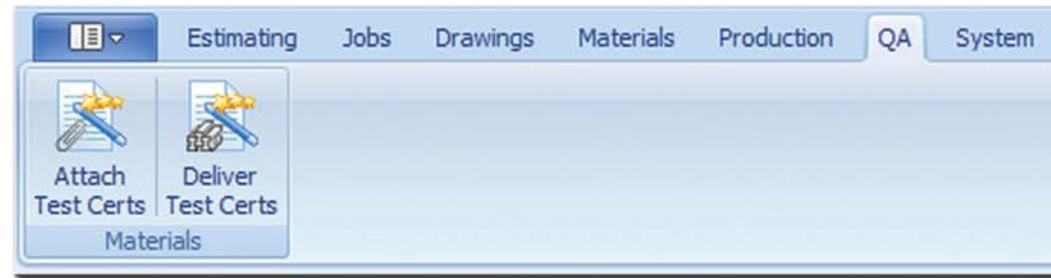 Estimating Jobs Drawings Materials Production QA System
Attach Deliver
Test Certs Test Certs
Materials